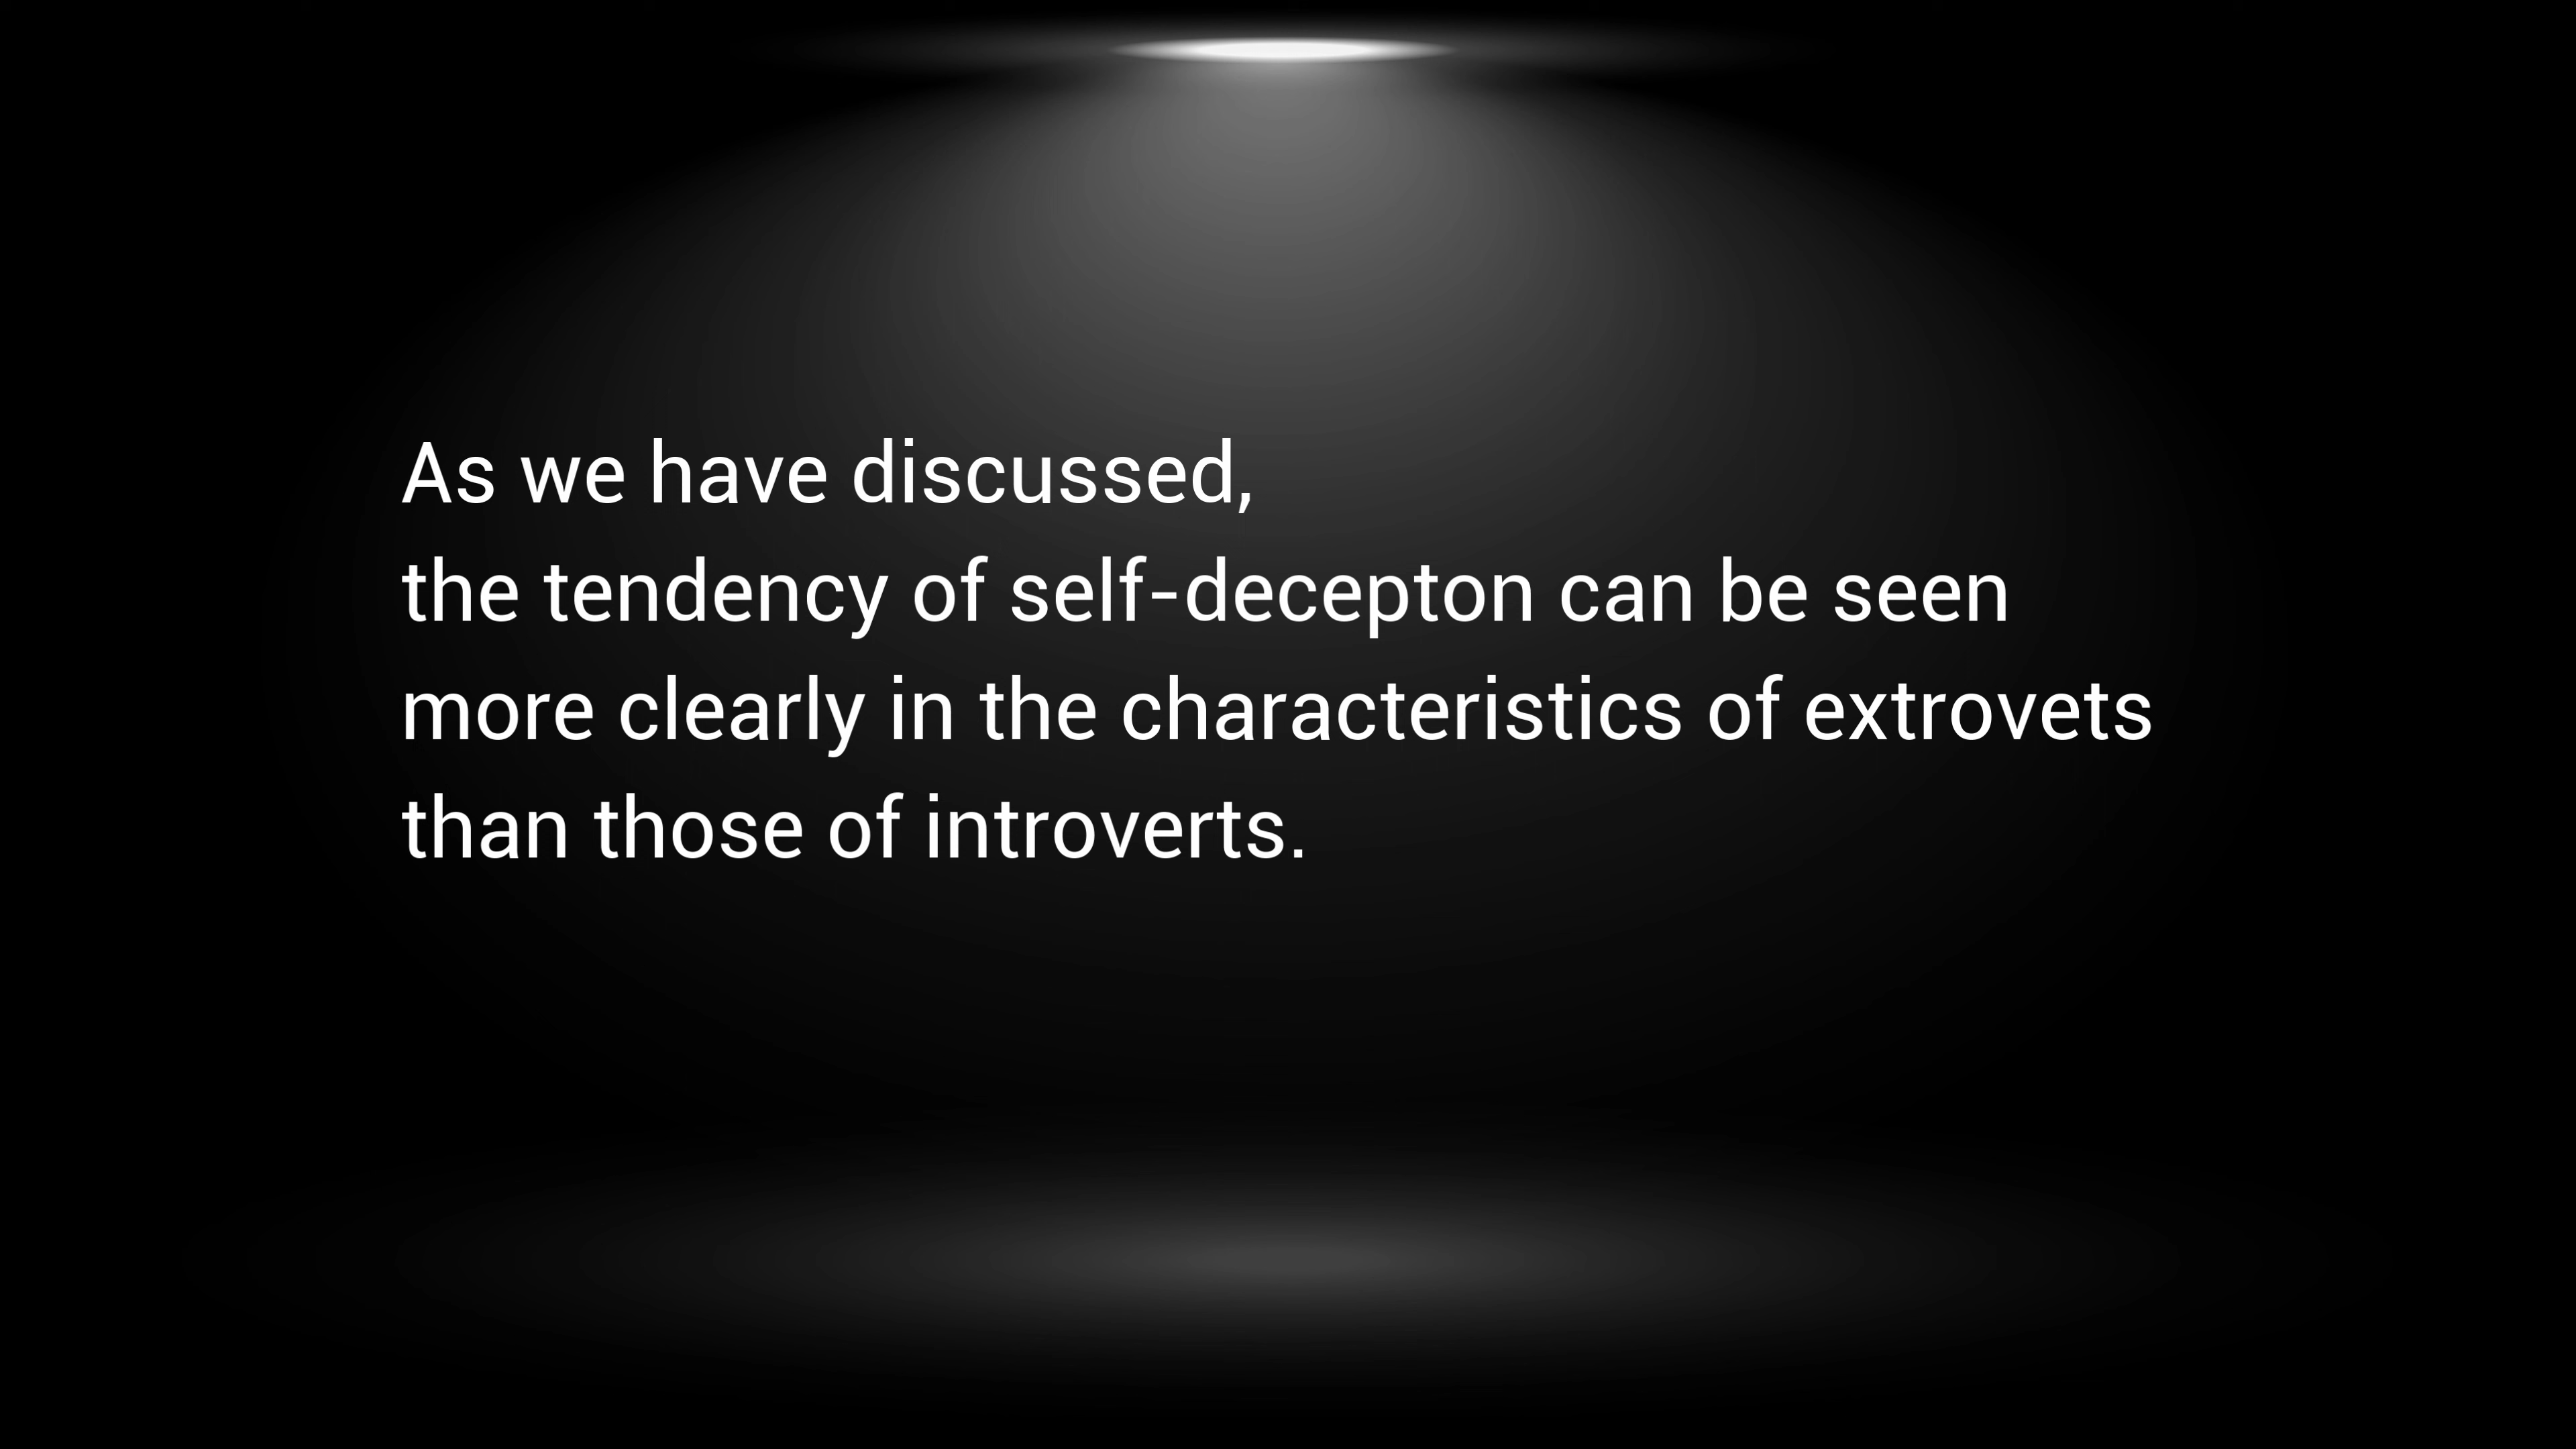 As we have discussed,
the tendency of self-decepton can be seen
more clearly in the characteristics of extrovets
than those of introverts.